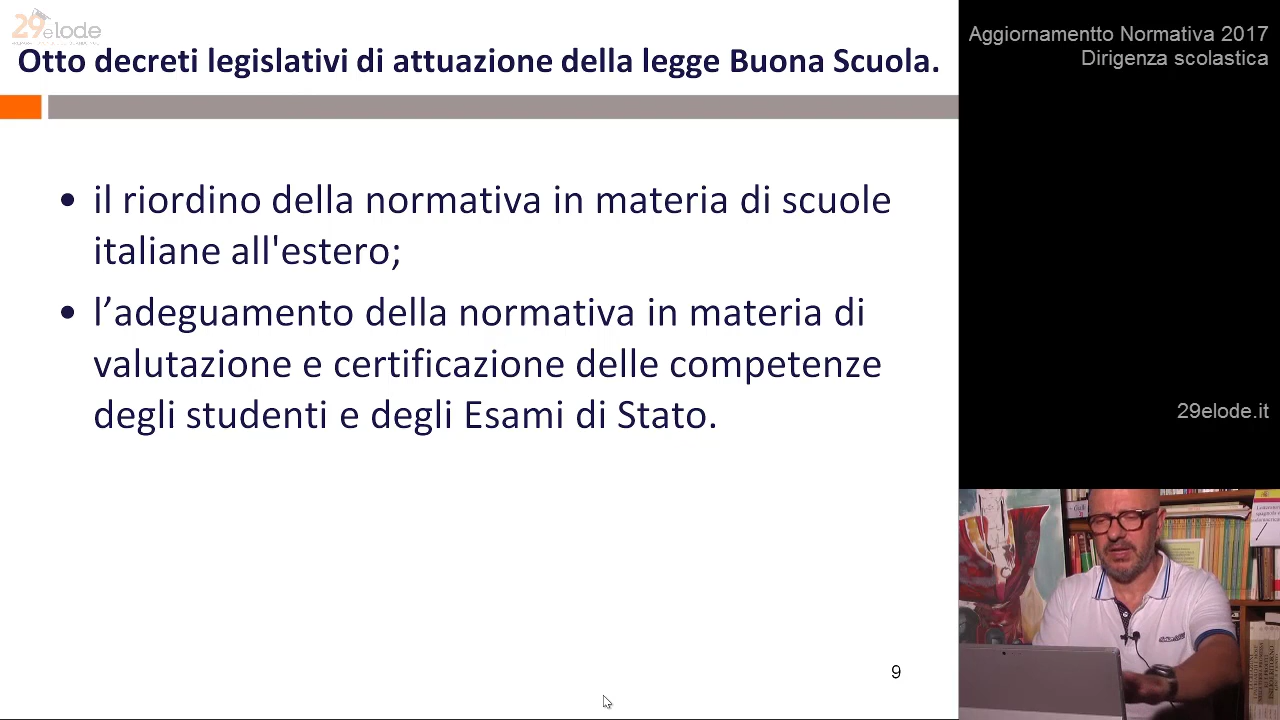 29elode
Otto decreti legislativi di attuazione della legge Buona Scuola.
• il riordino della normativa in materia di scuole
italiane all'estero;
• l’adeguamento della normativa in materia di
valutazione e certificazione delle competenze
degli studenti e degli Esami di Stato.
9
Aggiornamentto Normativa 2017
Dirigenza scolastica
29elode.it